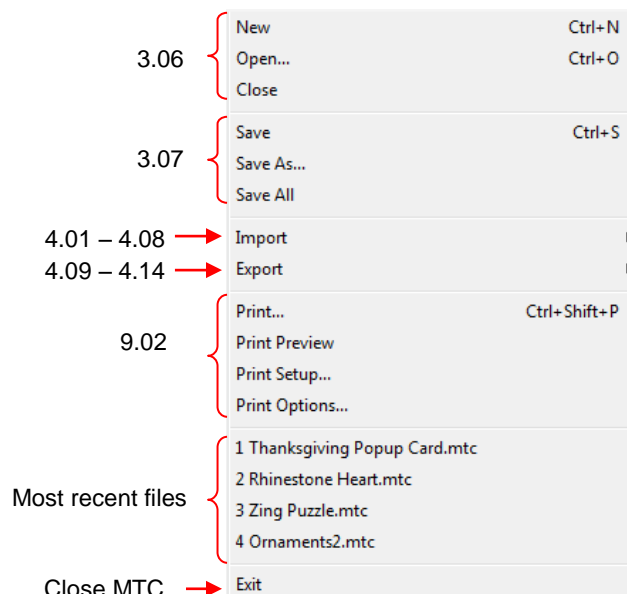 New Ctrl+N
3.06 Open... Ctrl+O
Close
Save Ctrl+S
3.07 Save As...
Save All
4.01 – 4.08 Import
4.09 – 4.14 Export
Print... Ctrl+Shift+P
9.02 Print Preview
Print Setup...
Print Options...
1 Thanksgiving Popup Card.mtc
2 Rhinestone Heart.mtc
Most recent files 3 Zing Puzzle.mtc
4 Ornaments2.mtc
Close MTC Exit